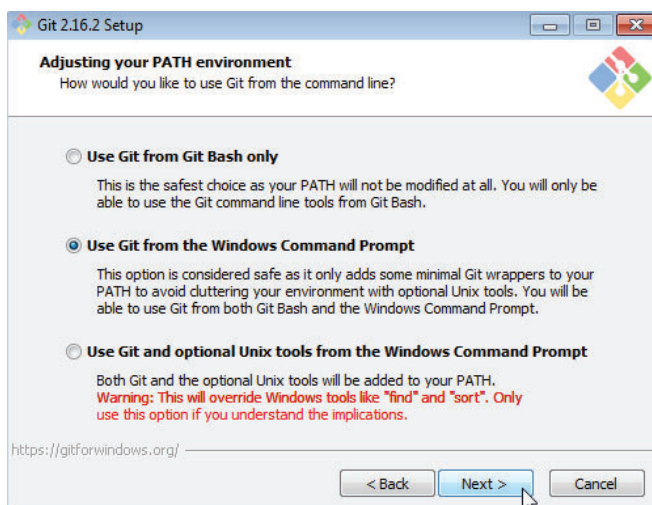 Git 2.16.2 Setup
Adjusting your PATH environment
How would you like to use Git from the command line?
Use Git from Git Bash only
This is the safest choice as your PATH will not be modified at all. You will only be
able to use the Git command line tools from Git Bash.
Use Git from the Windows Command Prompt
This option is considered safe as it only adds some minimal Git wrappers to your
PATH to avoid cluttering your environment with optional Unix tools. You will be
able to use Git from both Git Bash and the Windows Command Prompt.
Use Git and optional Unix tools from the Windows Command Prompt
Both Git and the optional Unix tools will be added to your PATH.
Warning: This will override Windows tools like "find" and "sort". Only
use this option if you understand the implications.
https://gitforwindows.org/
< Back Next > Cancel